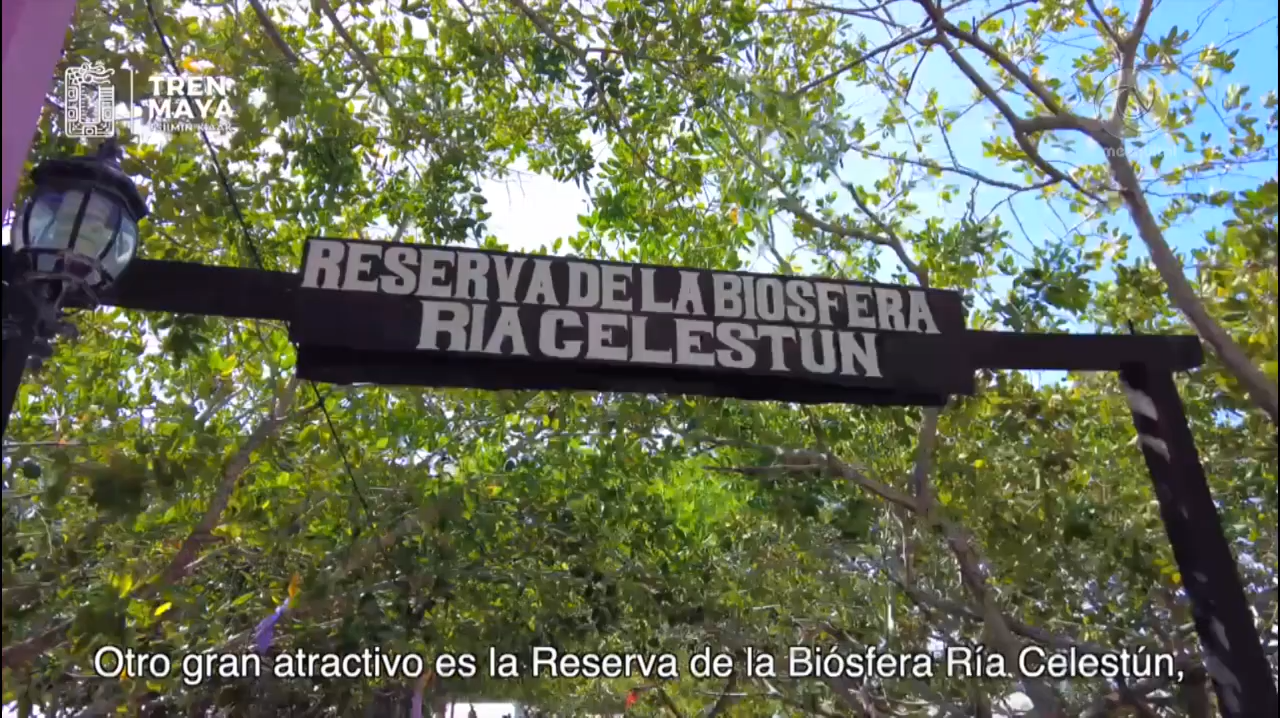 TREN
MAYA
RESERVA DE LA BIOSFERA
RIA CELESTUN
Otro gran atractivo es la Reserva de la Biósfera Ría Celestún,